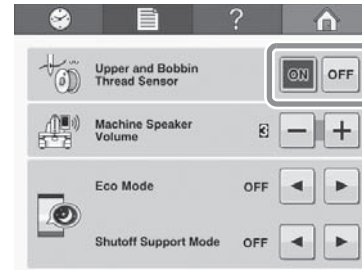 ?
Upper and Bobbin
Thread Sensor
ON OFF
Machine Speaker
Volume
3 − +
Eco Mode OFF
Shutoff Support Mode OFF